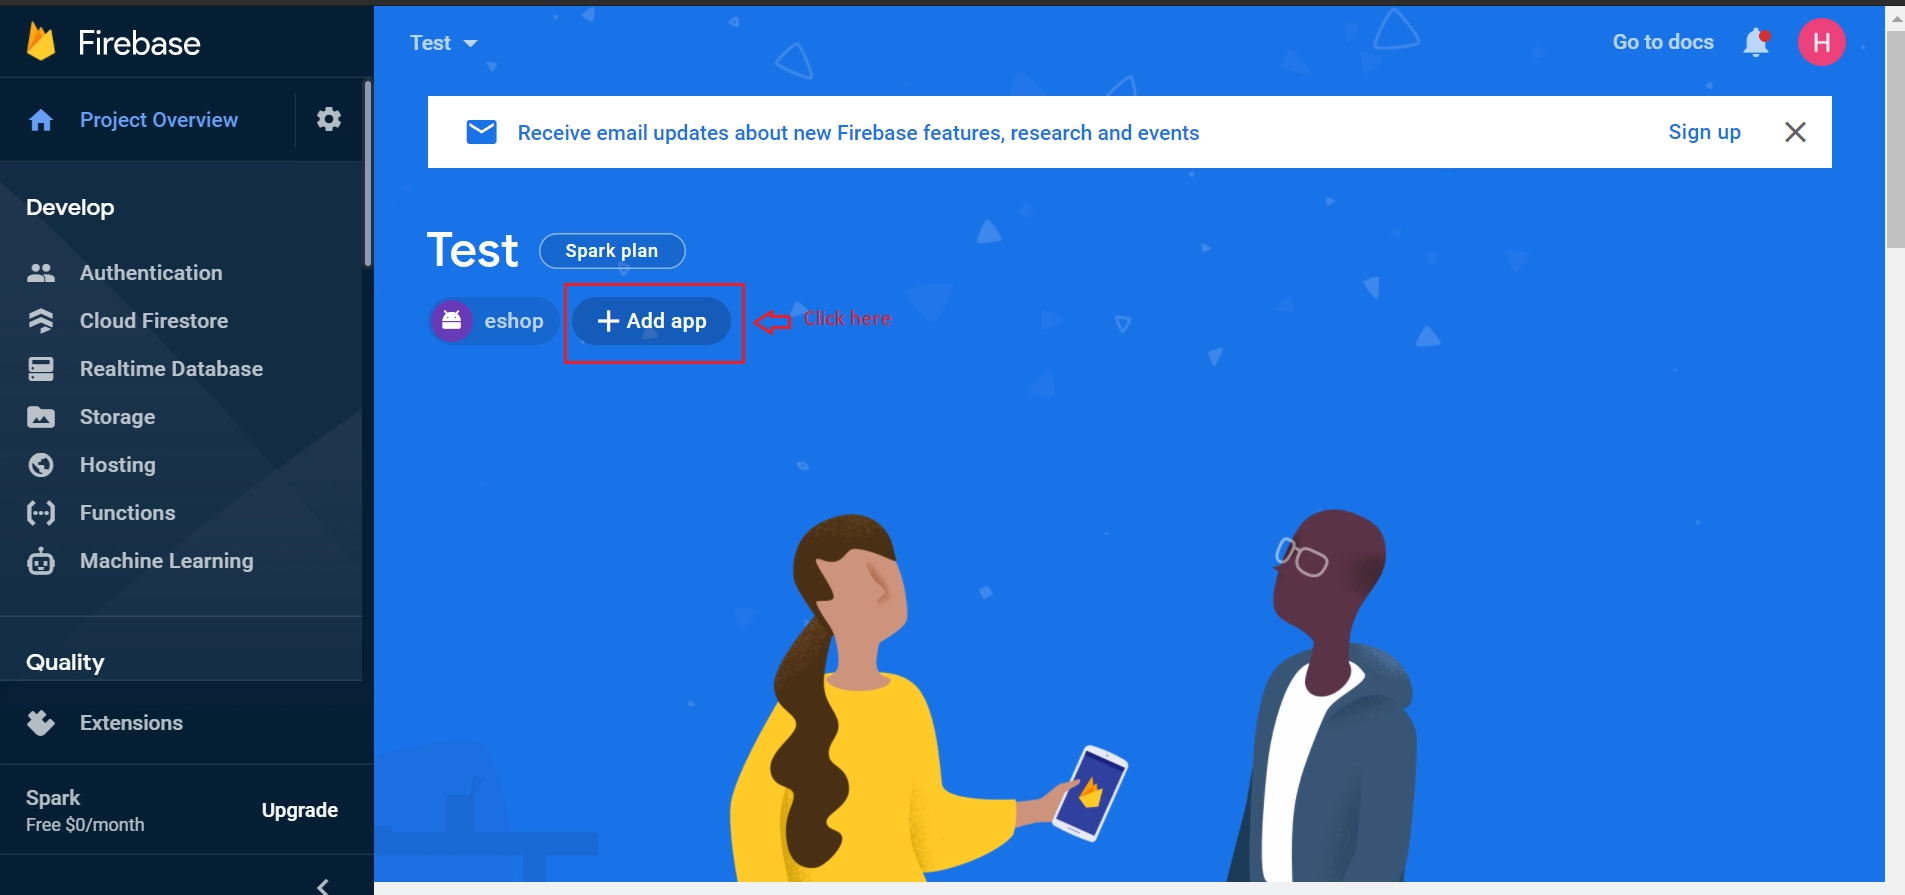 Firebase
Project Overview
Develop
Authentication
Cloud Firestore
Realtime Database
Storage
Hosting
Functions
Machine Learning
Quality
Extensions
Spark
Free $0/month
Upgrade
Test
Go to docs
H
Receive email updates about new Firebase features, research and events
Sign up
Test
Spark plan
eshop
Add app
Click here